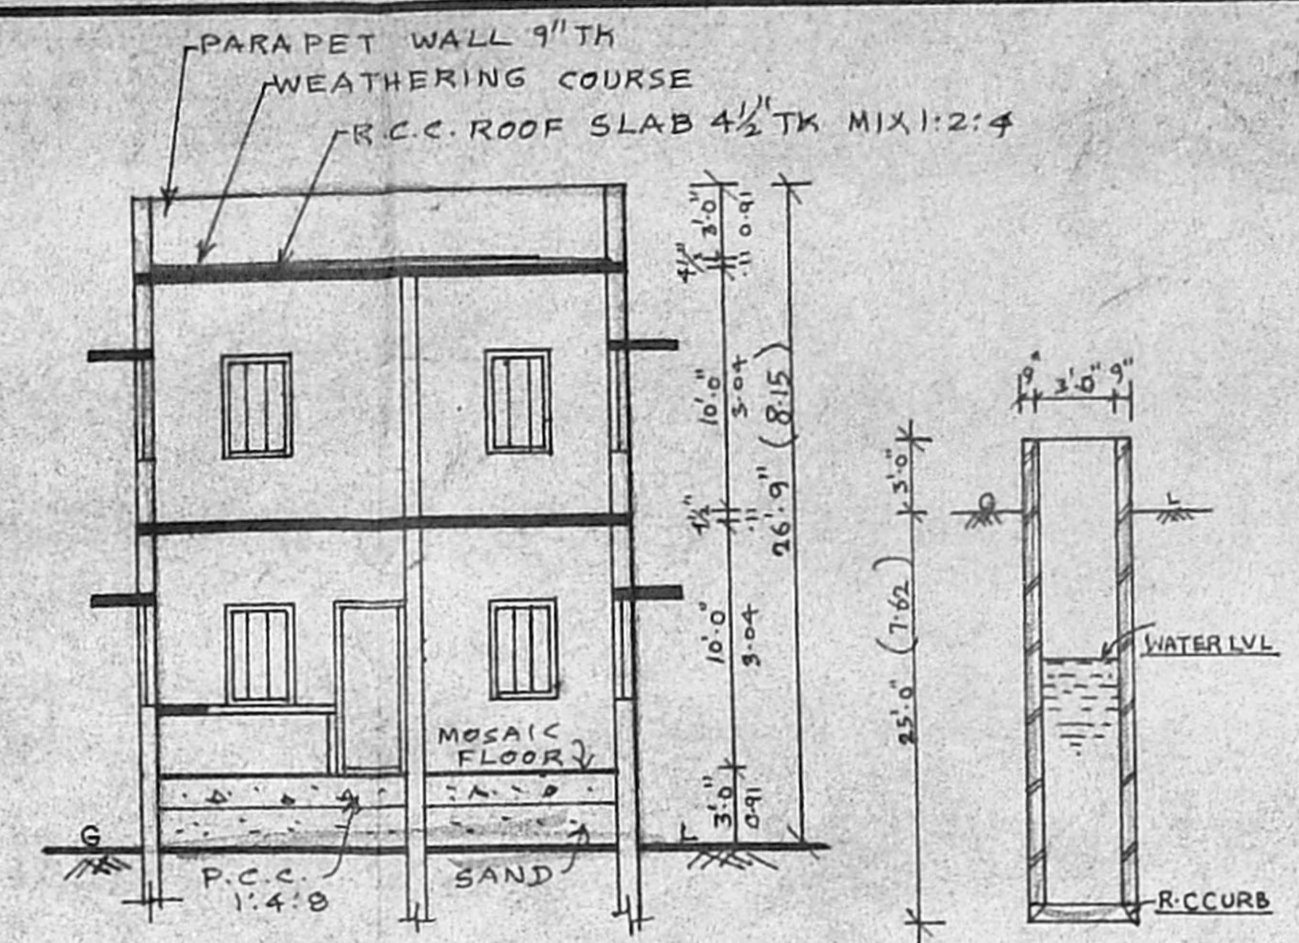 PARAPET WALL 9" TK
WEATHERING COURSE
R.C.C. ROOF SLAB 4½" TK MIX 1:2:4
3'-0"
0.91
4½"
.11
10'-0"
3.04
4½"
.11
10'-0"
3.04
3'-0"
0.91
26'-9" (8.15)
MOSAIC
FLOOR
G
L
P.C.C.
1:4:8
SAND
9" 3'-0" 9"
3'-0"
G
L
25'-0" (7.62)
WATER LVL
R.C CURB